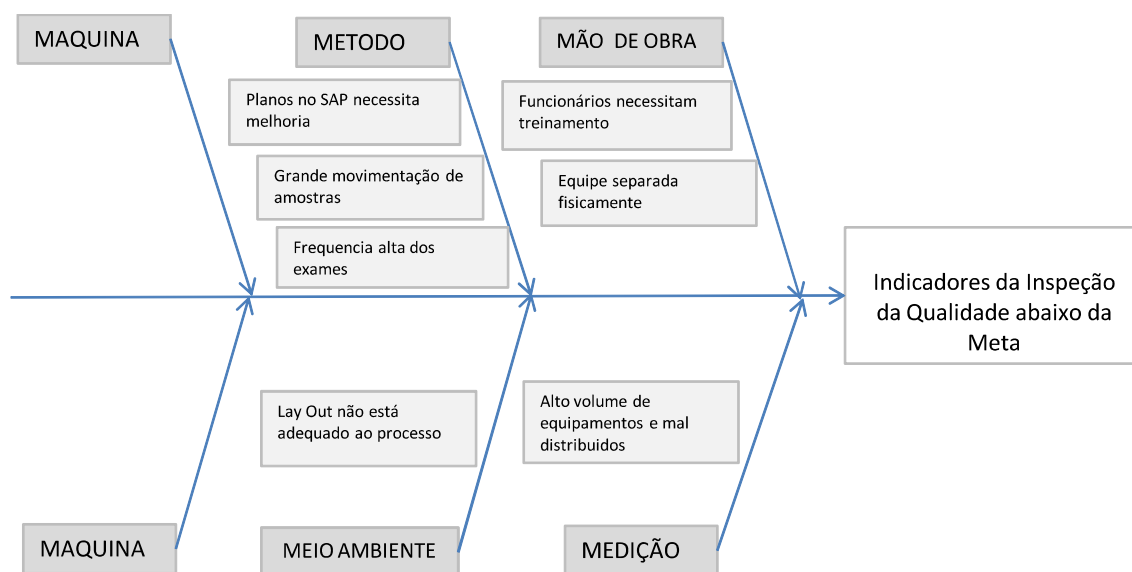 MAQUINA
METODO
MÃO DE OBRA
Planos no SAP necessita
melhoria
Funcionários necessitam
treinamento
Grande movimentação de
amostras
Equipe separada
fisicamente
Frequencia alta dos
exames
Indicadores da Inspeção
da Qualidade abaixo da
Meta
Lay Out não está
adequado ao processo
Alto volume de
equipamentos e mal
distribuidos
MAQUINA
MEIO AMBIENTE
MEDIÇÃO